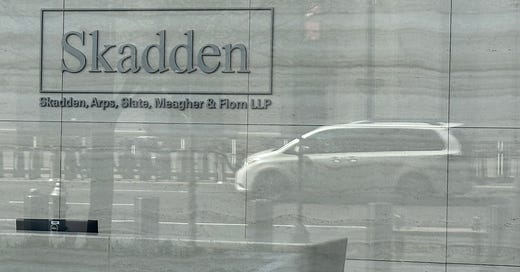 Skadden
Skadden, Arps, Slate, Meagher & Flom LLP